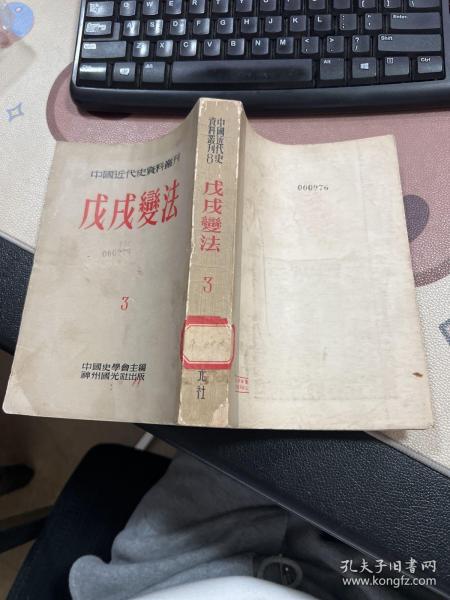 中國近代史資料叢刊
戊戌變法
060976
3
中國史學會主編
神州國光社出版
中國近代史
資料叢刊8
戊戌變法
3
光社
060976
孔夫子旧书网
www.kongfz.com